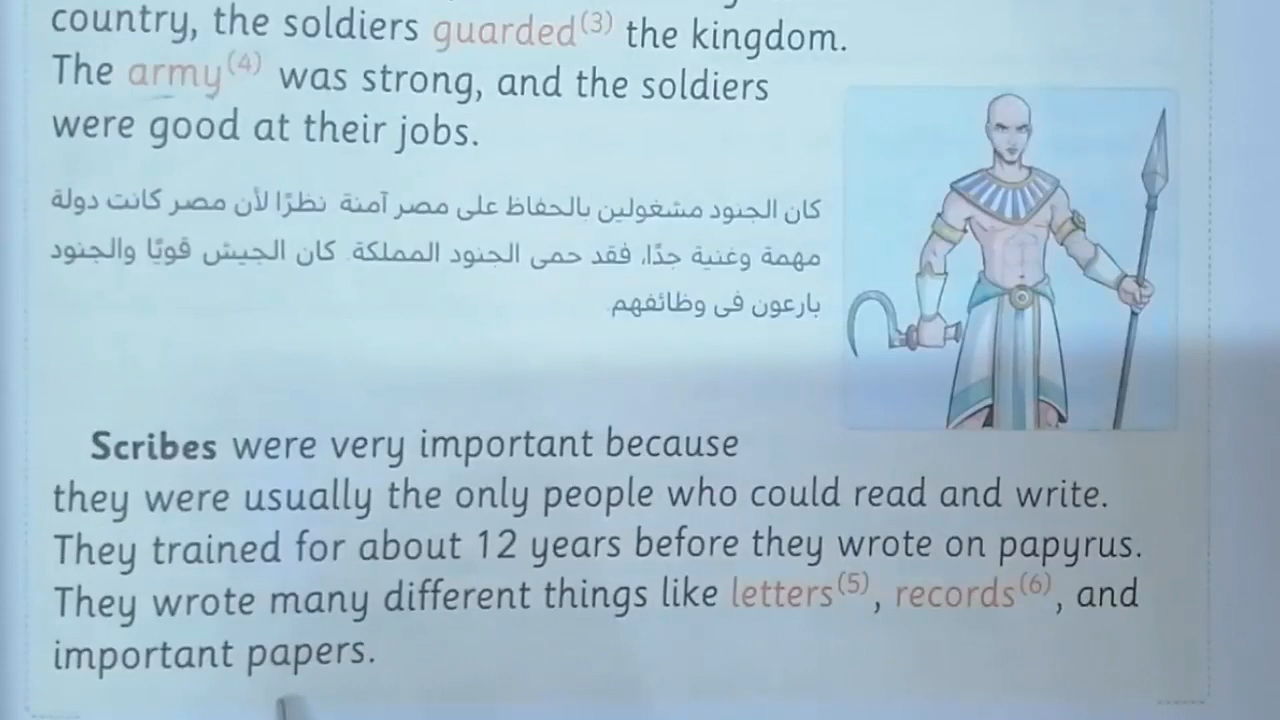 country, the soldiers guarded(3) the kingdom.
The army(4) was strong, and the soldiers
were good at their jobs.
كان الجنود مشغولين بالحفاظ على مصر آمنة نظرًا لأن مصر كانت دولة
مهمة وغنية جدًا، فقد حمى الجنود المملكة. كان الجيش قويًا والجنود
بارعون فى وظائفهم.
Scribes were very important because
they were usually the only people who could read and write.
They trained for about 12 years before they wrote on papyrus.
They wrote many different things like letters(5), records(6), and
important papers.